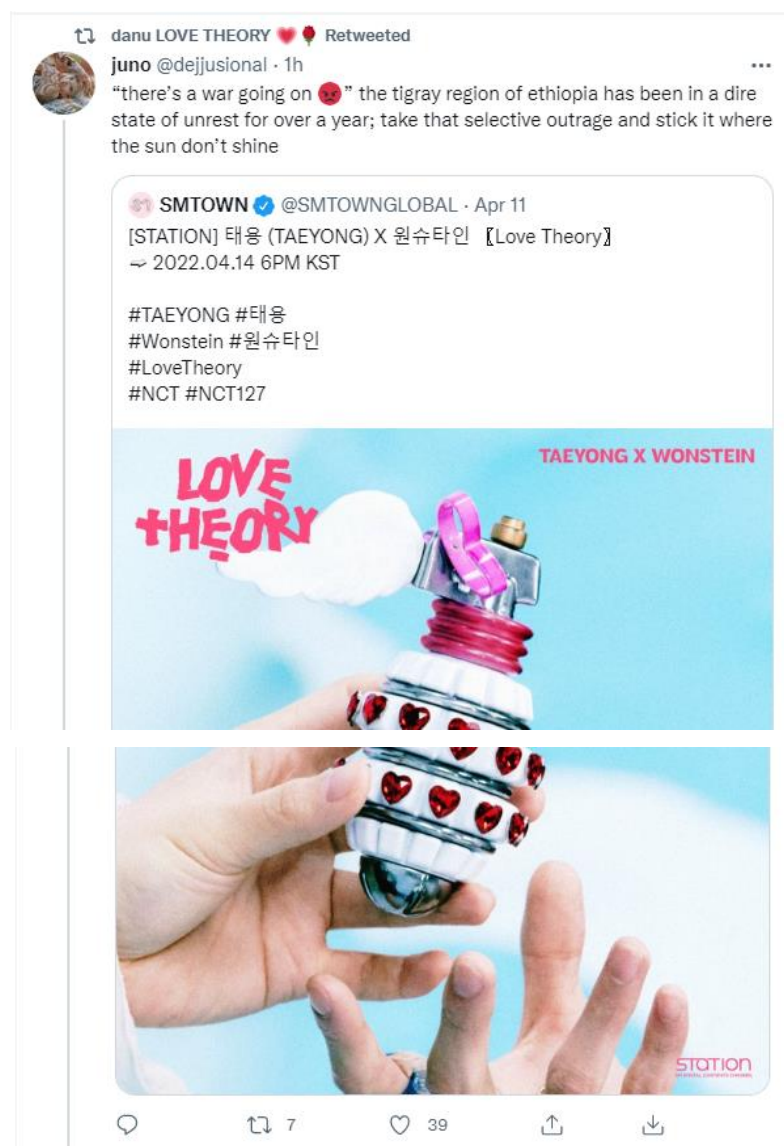 danu LOVE THEORY 💗🌹 Retweeted
juno @dejjusional · 1h
“there’s a war going on 😡” the tigray region of ethiopia has been in a dire
state of unrest for over a year; take that selective outrage and stick it where
the sun don’t shine
SMTOWN @SMTOWNGLOBAL · Apr 11
[STATION] 태용 (TAEYONG) X 원슈타인 〖Love Theory〗
➫ 2022.04.14 6PM KST
#TAEYONG #태용
#Wonstein #원슈타인
#LoveTheory
#NCT #NCT127
LOVE
THEORY
TAEYONG X WONSTEIN
STATION
7
39